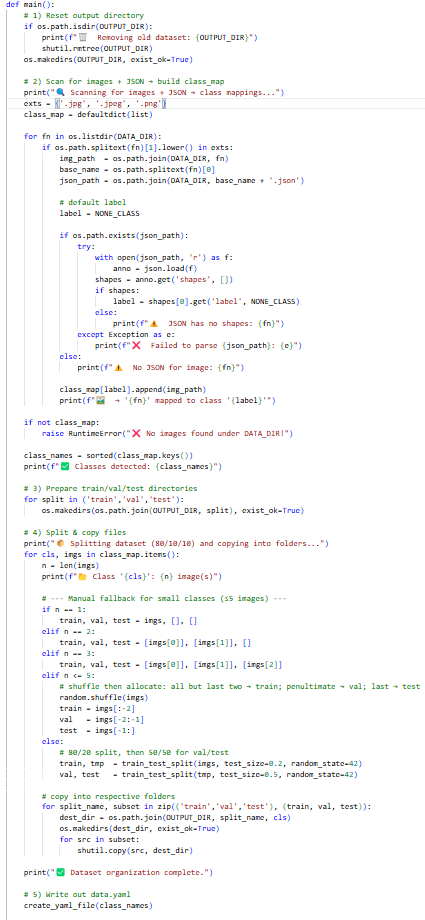 def main():
    # 1) Reset output directory
    if os.path.isdir(OUTPUT_DIR):
        print(f"🗑️  Removing old dataset: {OUTPUT_DIR}")
        shutil.rmtree(OUTPUT_DIR)
    os.makedirs(OUTPUT_DIR, exist_ok=True)

    # 2) Scan for images + JSON → build class_map
    print("🔍 Scanning for images + JSON → class mappings...")
    exts = ('.jpg', '.jpeg', '.png')
    class_map = defaultdict(list)

    for fn in os.listdir(DATA_DIR):
        if os.path.splitext(fn)[1].lower() in exts:
            img_path  = os.path.join(DATA_DIR, fn)
            base_name = os.path.splitext(fn)[0]
            json_path = os.path.join(DATA_DIR, base_name + '.json')

            # default label
            label = NONE_CLASS

            if os.path.exists(json_path):
                try:
                    with open(json_path, 'r') as f:
                        anno = json.load(f)
                    shapes = anno.get('shapes', [])
                    if shapes:
                        label = shapes[0].get('label', NONE_CLASS)
                    else:
                        print(f"⚠️  JSON has no shapes: {fn}")
                except Exception as e:
                    print(f"❌  Failed to parse {json_path}: {e}")
            else:
                print(f"⚠️  No JSON for image: {fn}")

            class_map[label].append(img_path)
            print(f"🖼️  → '{fn}' mapped to class '{label}'")

    if not class_map:
        raise RuntimeError("❌ No images found under DATA_DIR!")

    class_names = sorted(class_map.keys())
    print(f"✅ Classes detected: {class_names}")

    # 3) Prepare train/val/test directories
    for split in ('train','val','test'):
        os.makedirs(os.path.join(OUTPUT_DIR, split), exist_ok=True)

    # 4) Split & copy files
    print("📦 Splitting dataset (80/10/10) and copying into folders...")
    for cls, imgs in class_map.items():
        n = len(imgs)
        print(f"📁 Class '{cls}': {n} image(s)")

        # --- Manual fallback for small classes (≤5 images) ---
        if n == 1:
            train, val, test = imgs, [], []
        elif n == 2:
            train, val, test = [imgs[0]], [imgs[1]], []
        elif n == 3:
            train, val, test = [imgs[0]], [imgs[1]], [imgs[2]]
        elif n <= 5:
            # shuffle then allocate: all but last two → train; penultimate → val; last → test
            random.shuffle(imgs)
            train = imgs[:-2]
            val   = imgs[-2:-1]
            test  = imgs[-1:]
        else:
            # 80/20 split, then 50/50 for val/test
            train, tmp  = train_test_split(imgs, test_size=0.2, random_state=42)
            val, test   = train_test_split(tmp, test_size=0.5, random_state=42)

        # copy into respective folders
        for split_name, subset in zip(('train','val','test'), (train, val, test)):
            dest_dir = os.path.join(OUTPUT_DIR, split_name, cls)
            os.makedirs(dest_dir, exist_ok=True)
            for src in subset:
                shutil.copy(src, dest_dir)

    print("✅ Dataset organization complete.")

    # 5) Write out data.yaml
    create_yaml_file(class_names)